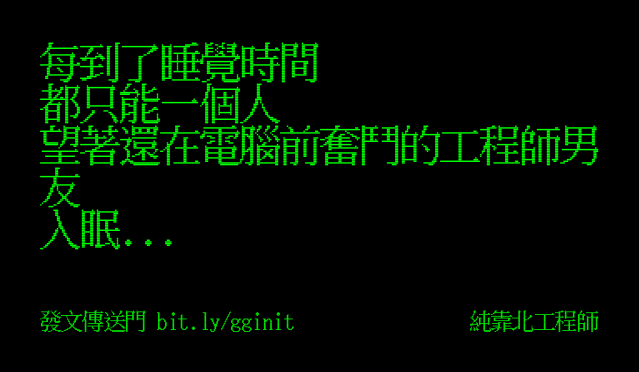 每到了睡覺時間
都只能一個人
望著還在電腦前奮鬥的工程師男
友
入眠...
發文傳送門 bit.ly/gginit
純靠北工程師